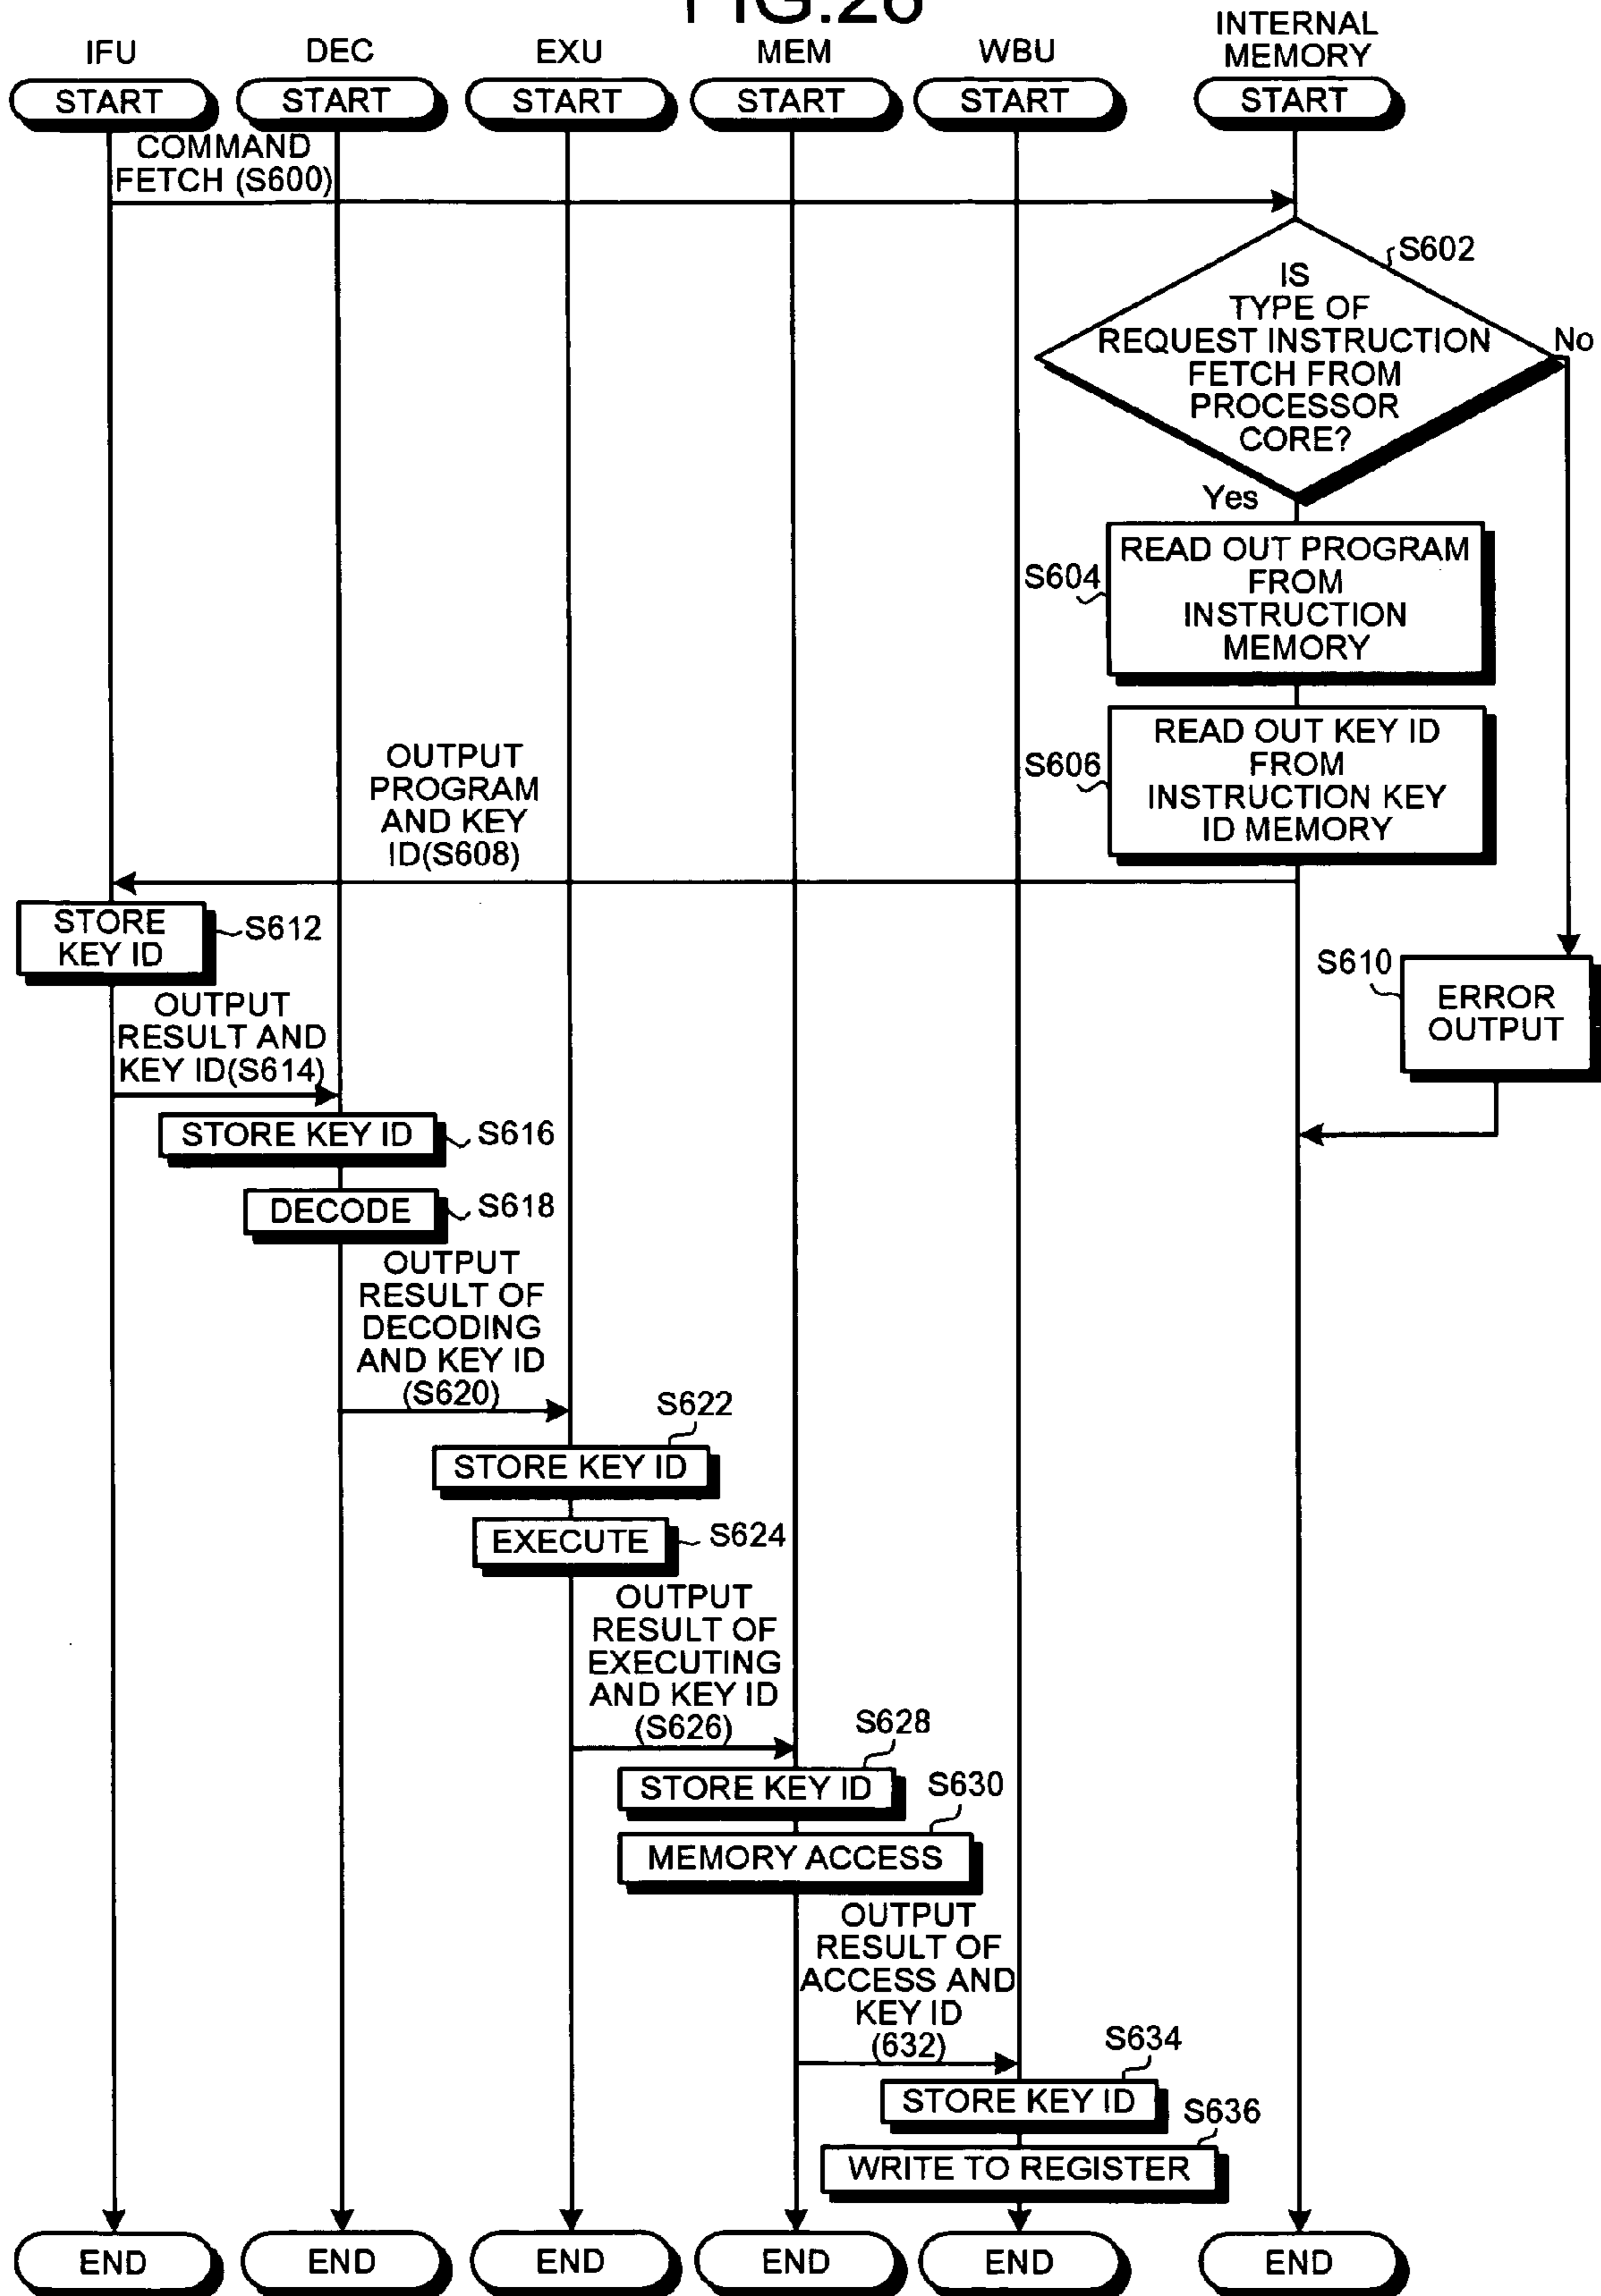 FIG.26
IFU
DEC
EXU
MEM
WBU
INTERNAL
MEMORY
START
START
START
START
START
START
COMMAND
FETCH (S600)
S602
IS
TYPE OF
REQUEST INSTRUCTION
FETCH FROM
PROCESSOR
CORE?
No
Yes
S604
READ OUT PROGRAM
FROM
INSTRUCTION
MEMORY
S606
READ OUT KEY ID
FROM
INSTRUCTION KEY
ID MEMORY
OUTPUT
PROGRAM
AND KEY
ID(S608)
STORE
KEY ID
S612
S610
ERROR
OUTPUT
OUTPUT
RESULT AND
KEY ID(S614)
STORE KEY ID
S616
DECODE
S618
OUTPUT
RESULT OF
DECODING
AND KEY ID
(S620)
S622
STORE KEY ID
EXECUTE
S624
OUTPUT
RESULT OF
EXECUTING
AND KEY ID
(S626)
S628
STORE KEY ID
S630
MEMORY ACCESS
OUTPUT
RESULT OF
ACCESS AND
KEY ID
(632)
S634
STORE KEY ID
S636
WRITE TO REGISTER
END
END
END
END
END
END